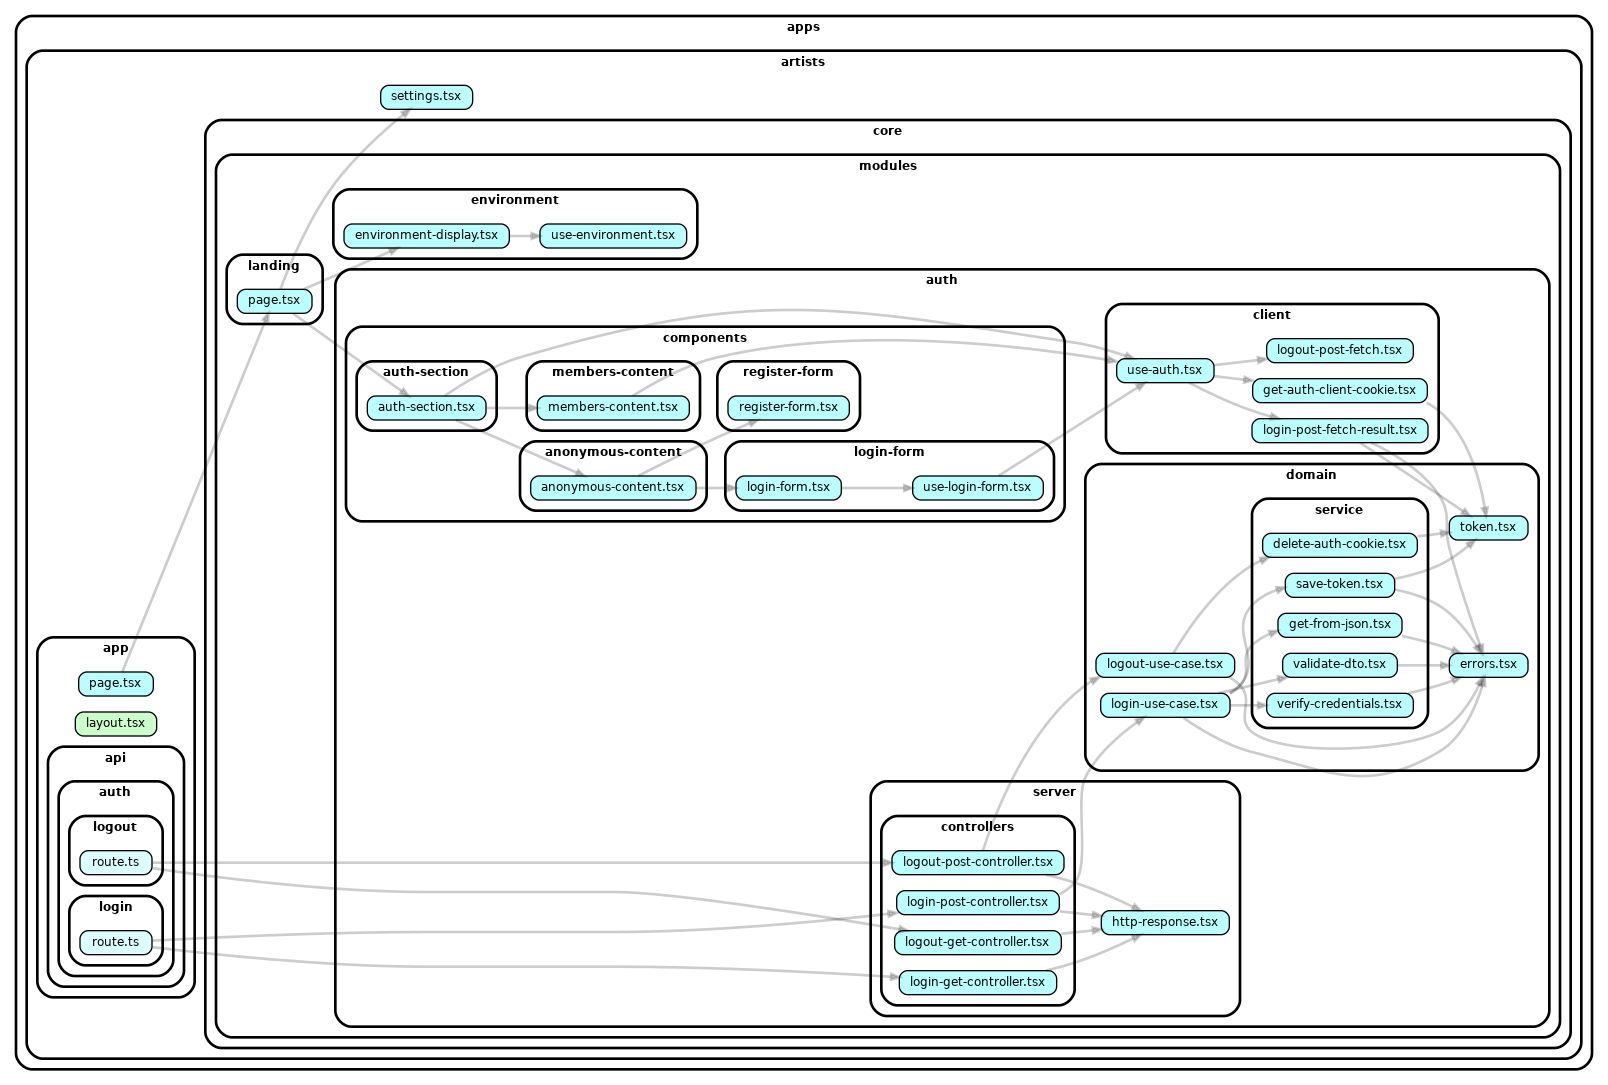 apps
artists
settings.tsx
core
modules
environment
environment-display.tsx
use-environment.tsx
landing
page.tsx
auth
components
auth-section
auth-section.tsx
members-content
members-content.tsx
register-form
register-form.tsx
anonymous-content
anonymous-content.tsx
login-form
login-form.tsx
use-login-form.tsx
client
use-auth.tsx
logout-post-fetch.tsx
get-auth-client-cookie.tsx
login-post-fetch-result.tsx
domain
service
delete-auth-cookie.tsx
save-token.tsx
get-from-json.tsx
validate-dto.tsx
verify-credentials.tsx
token.tsx
errors.tsx
logout-use-case.tsx
login-use-case.tsx
app
page.tsx
layout.tsx
api
auth
logout
route.ts
login
route.ts
server
controllers
logout-post-controller.tsx
login-post-controller.tsx
logout-get-controller.tsx
login-get-controller.tsx
http-response.tsx